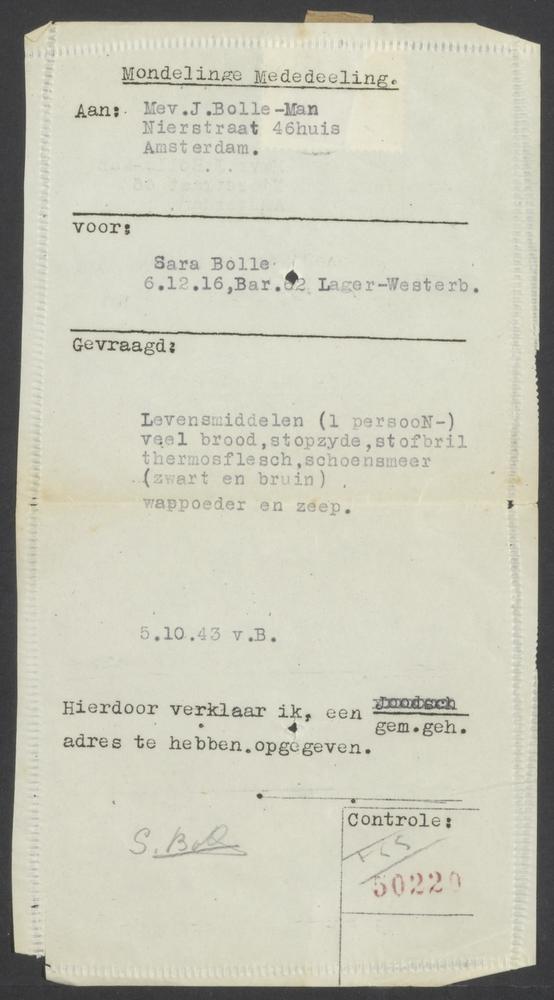 Mondelinge Mededeeling.
Aan: Mev.J.Bolle-Man
Nierstraat 46huis
Amsterdam.
voor:
Sara Bolle
6.12.16,Bar.62 Lager-Westerb.
Gevraagd:
Levensmiddelen (1 persooN-)
veel brood,stopzyde,stofbril
thermosflesch,schoensmeer
(zwart en bruin)
wappoeder en zeep.
5.10.43 v.B.
Hierdoor verklaar ik, een Joodsch
gem.geh.
adres te hebben.opgegeven.
Controle:
S. Bol
50220